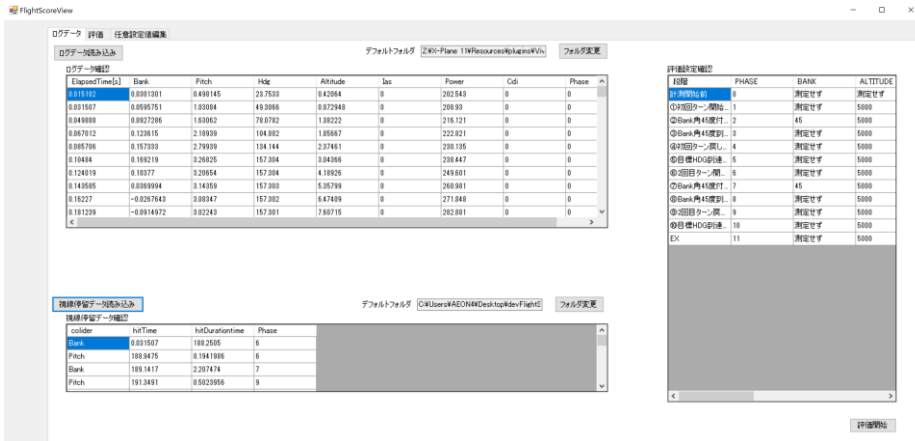 FlightScoreView
ログデータ 評価 任意設定値編集
ログデータ読み込み デフォルトフォルダ Z:¥X-Plane 11¥Resources¥plugins¥Viv フォルダ変更
ログデータ確認
ElapsedTime[s] Bank Pitch Hdg Altitude Ias Power Cdi Phase
0.015182 0.0301301 0.498145 23.7533 0.42064 0 202.543 0 0
0.031507 0.0595751 1.03084 49.3066 0.872948 0 208.93 0 0
0.049808 0.0927286 1.63062 78.0782 1.38222 0 216.121 0 0
0.067012 0.123615 2.18939 104.882 1.85667 0 222.821 0 0
0.085706 0.157799 2.79939 134.144 2.37461 0 230.135 0 0
0.10484 0.169219 3.26825 157.304 3.04366 0 238.447 0 0
0.124019 0.10377 3.20654 157.304 4.18926 0 249.601 0 0
0.143505 0.0369994 3.14359 157.303 5.35799 0 260.981 0 0
0.16227 -0.0267643 3.08347 157.302 6.47409 0 271.848 0 0
0.181239 -0.0914972 3.02243 157.301 7.60715 0 282.881 0 0
評価設定確認
段階 PHASE BANK ALTITUDE
計測開始前 0 測定せず 測定せず
①初回ターン開始... 1 測定せず 5000
②Bank角45度付... 2 45 5000
③Bank角45度到... 3 測定せず 5000
④初回ターン戻し... 4 測定せず 5000
⑤目標HDG到達... 5 測定せず 5000
⑥2回目ターン開... 6 測定せず 5000
⑦Bank角45度付... 7 45 5000
⑧Bank角45度到... 8 測定せず 5000
⑨2回目ターン戻... 9 測定せず 5000
⑩目標HDG到達... 10 測定せず 5000
EX 11 測定せず 5000
視線停留データ読み込み デフォルトフォルダ C:¥Users¥AEON4¥Desktop¥devFlightS フォルダ変更
視線停留データ確認
colider hitTime hitDurationtime Phase
Bank 0.031507 188.2505 6
Pitch 188.9475 0.1941986 6
Bank 189.1417 2.207474 7
Pitch 191.3491 0.5023956 9
評価開始